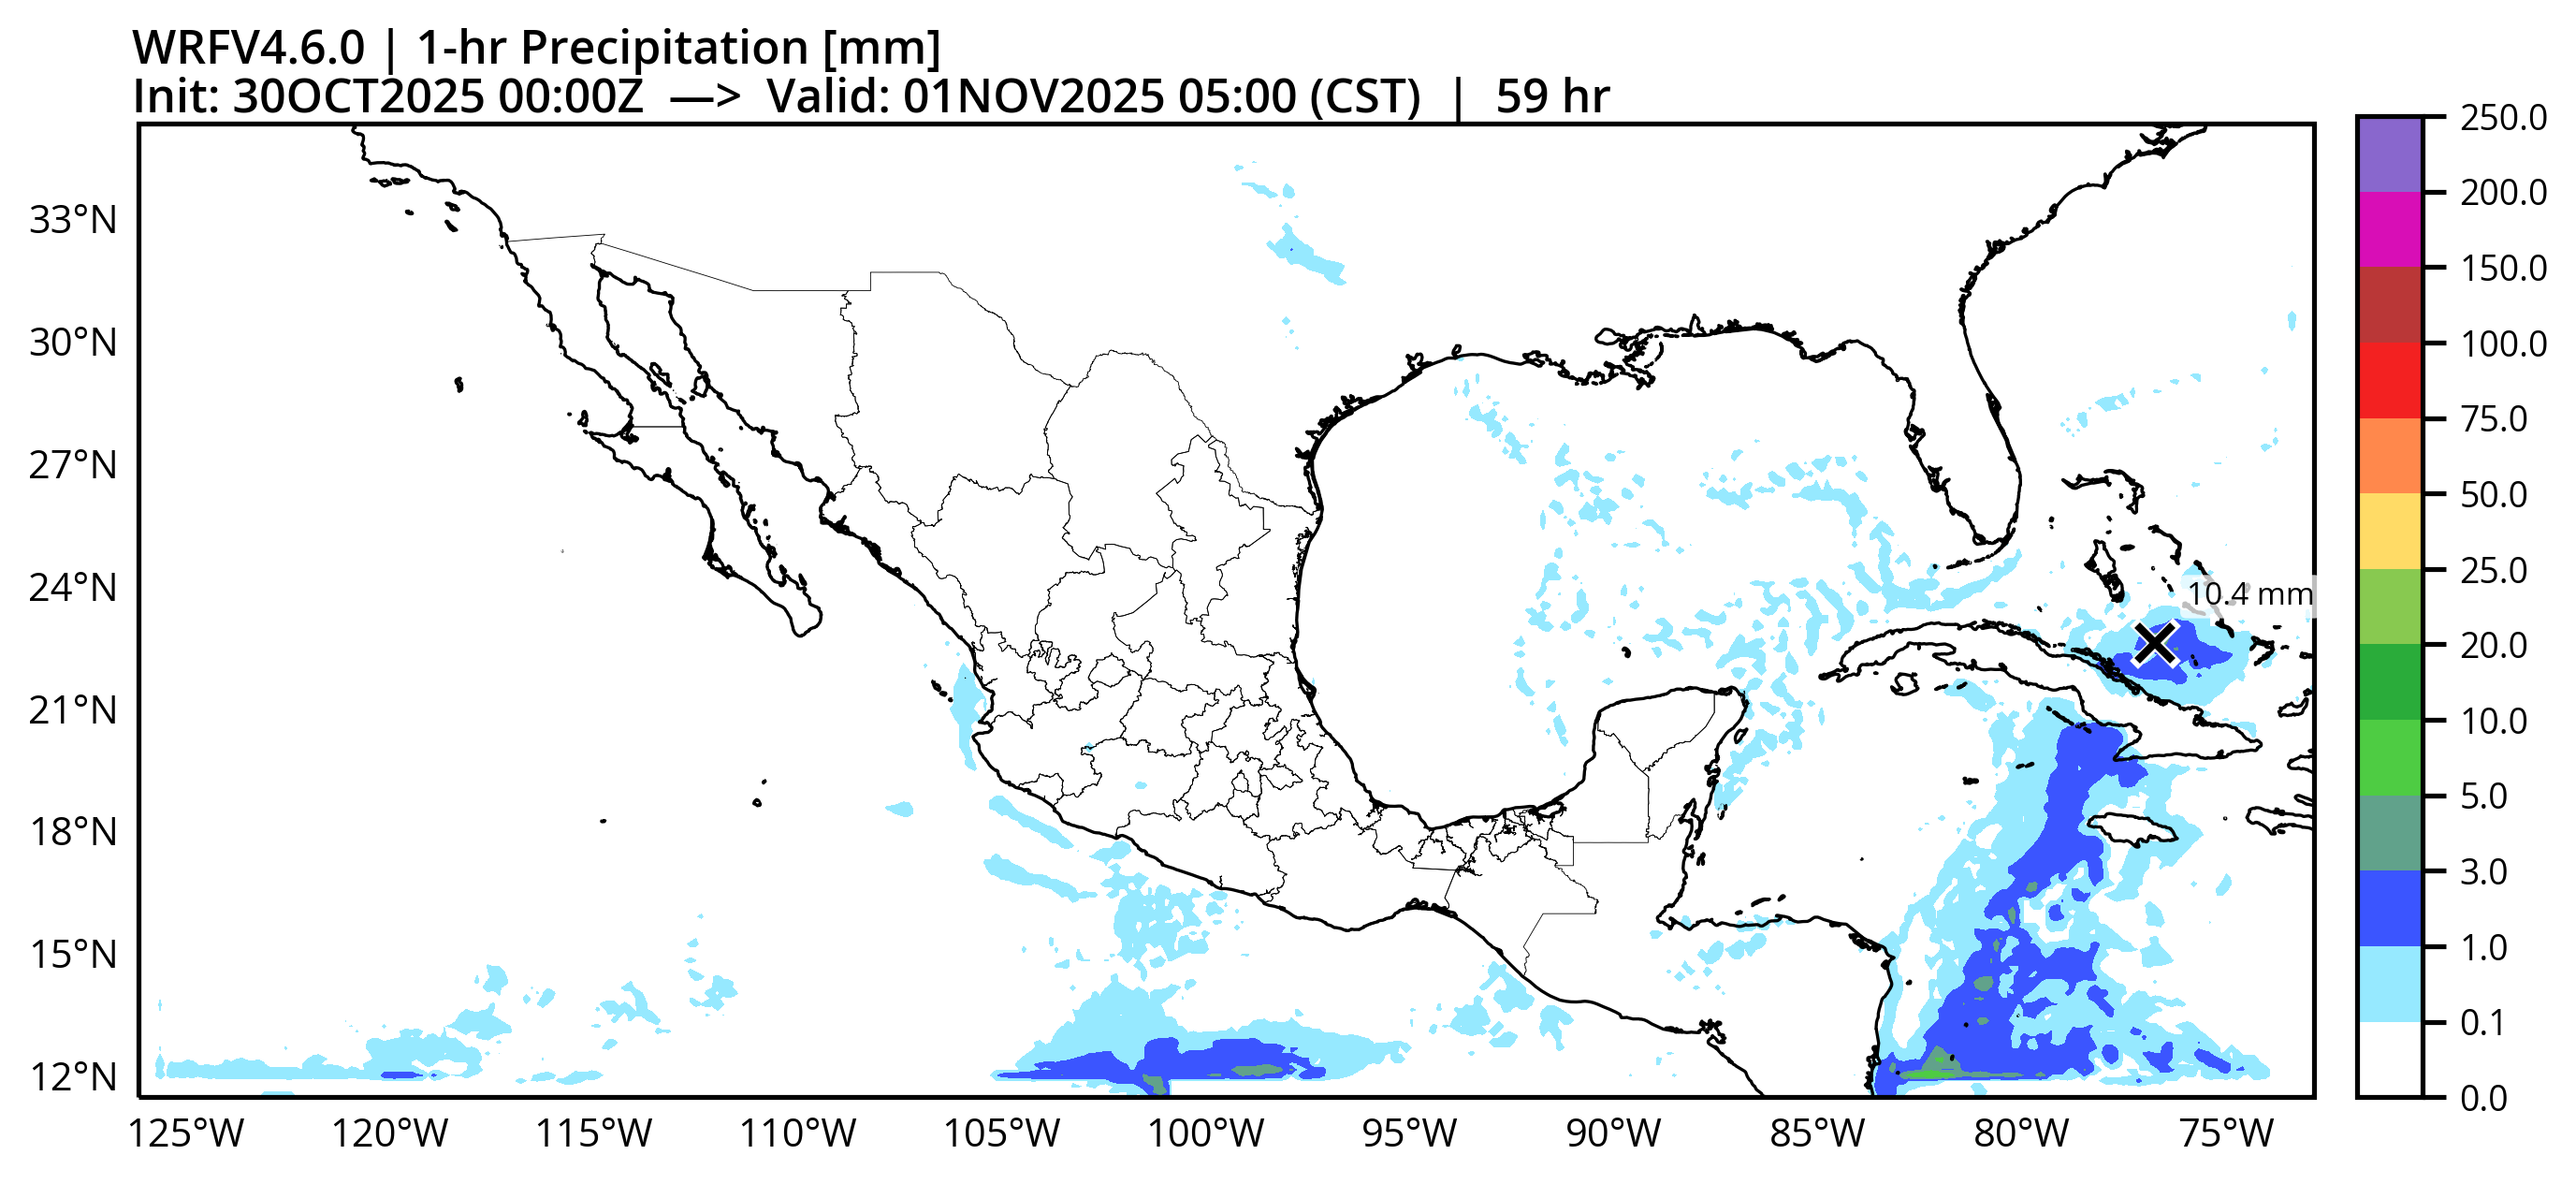 WRFV4.6.0 | 1-hr Precipitation [mm]
Init: 30OCT2025 00:00Z —> Valid: 01NOV2025 05:00 (CST) | 59 hr
33°N
30°N
27°N
24°N
21°N
18°N
15°N
12°N
125°W 120°W 115°W 110°W 105°W 100°W 95°W 90°W 85°W 80°W 75°W
10.4 mm
250.0
200.0
150.0
100.0
75.0
50.0
25.0
20.0
10.0
5.0
3.0
1.0
0.1
0.0